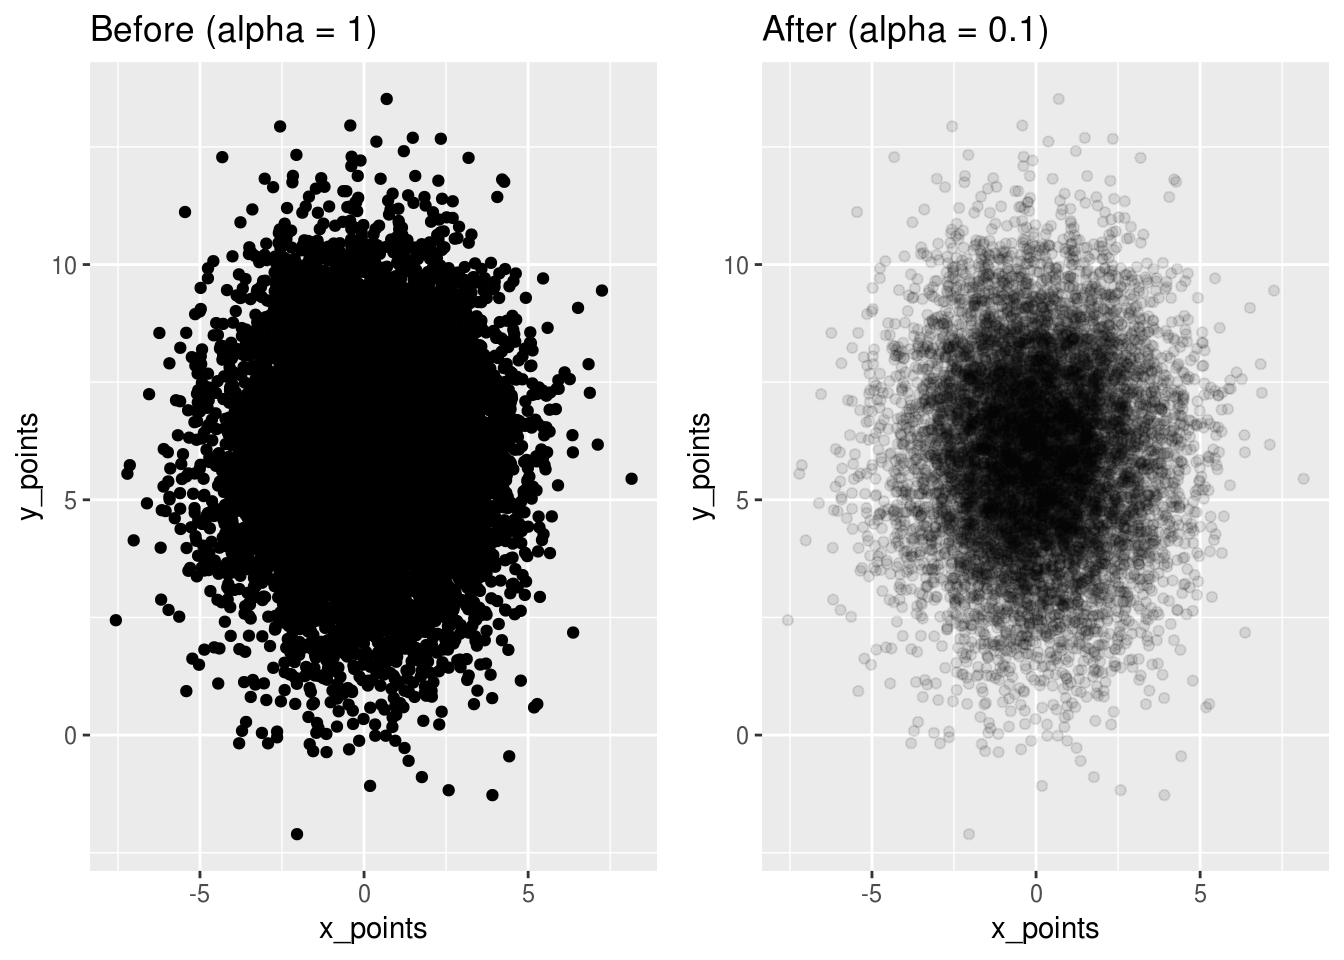 Before (alpha = 1)
10
5
0
-5
0
5
x_points
y_points
After (alpha = 0.1)
10
5
0
-5
0
5
x_points
y_points